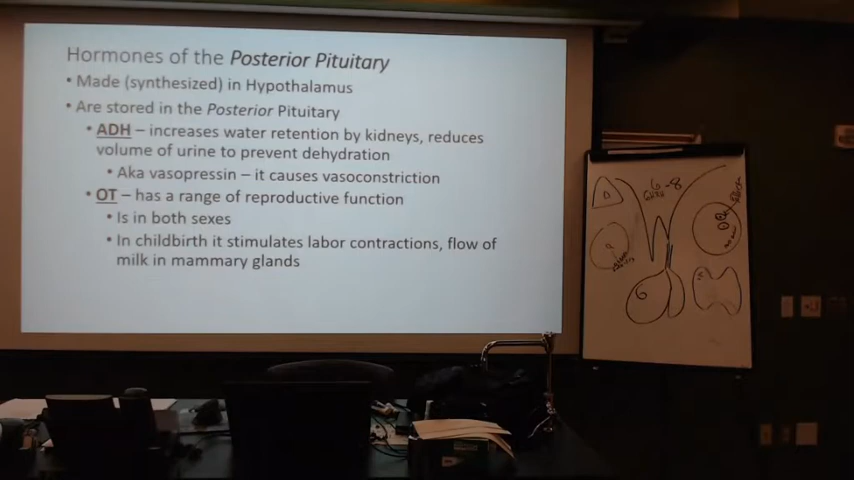 Hormones of the Posterior Pituitary
• Made (synthesized) in Hypothalamus
• Are stored in the Posterior Pituitary
• ADH – increases water retention by kidneys, reduces
volume of urine to prevent dehydration
• Aka vasopressin – it causes vasoconstriction
• OT – has a range of reproductive function
• Is in both sexes
• In childbirth it stimulates labor contractions, flow of
milk in mammary glands